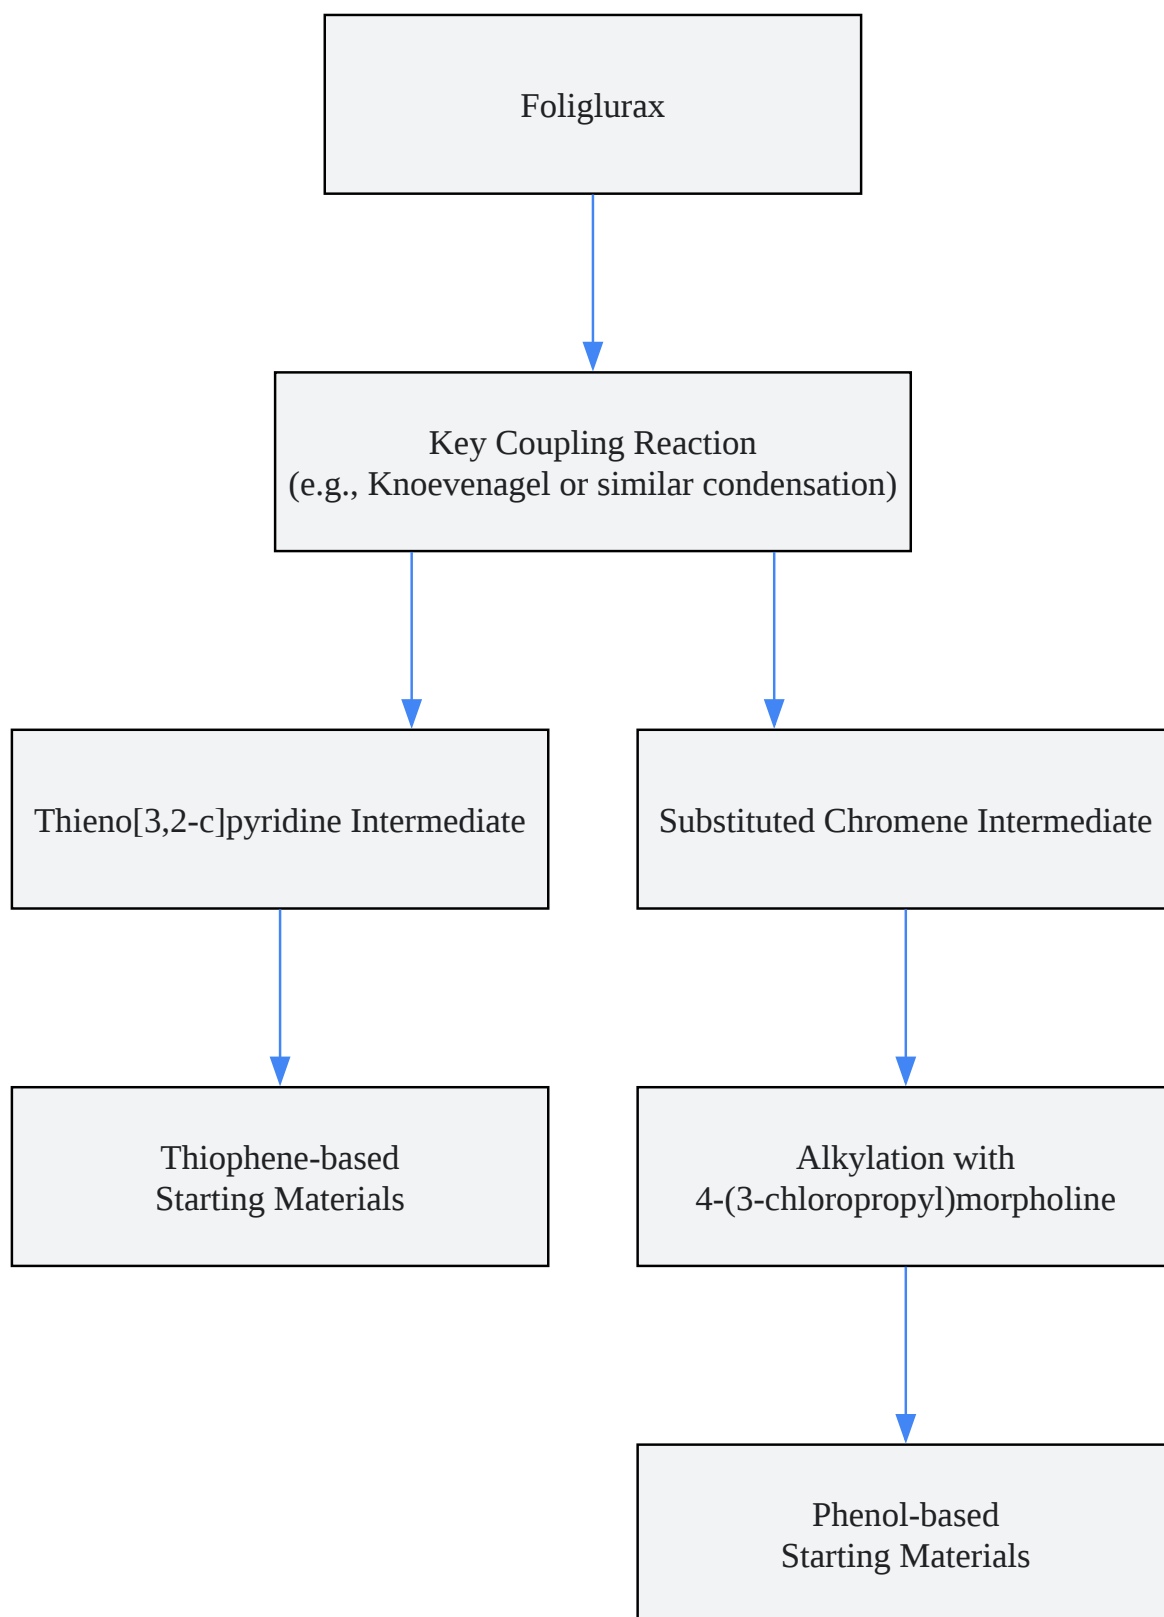 Foliglurax
Key Coupling Reaction
(e.g., Knoevenagel or similar condensation)
Thieno[3,2-c]pyridine Intermediate
Substituted Chromene Intermediate
Thiophene-based
Starting Materials
Alkylation with
4-(3-chloropropyl)morpholine
Phenol-based
Starting Materials